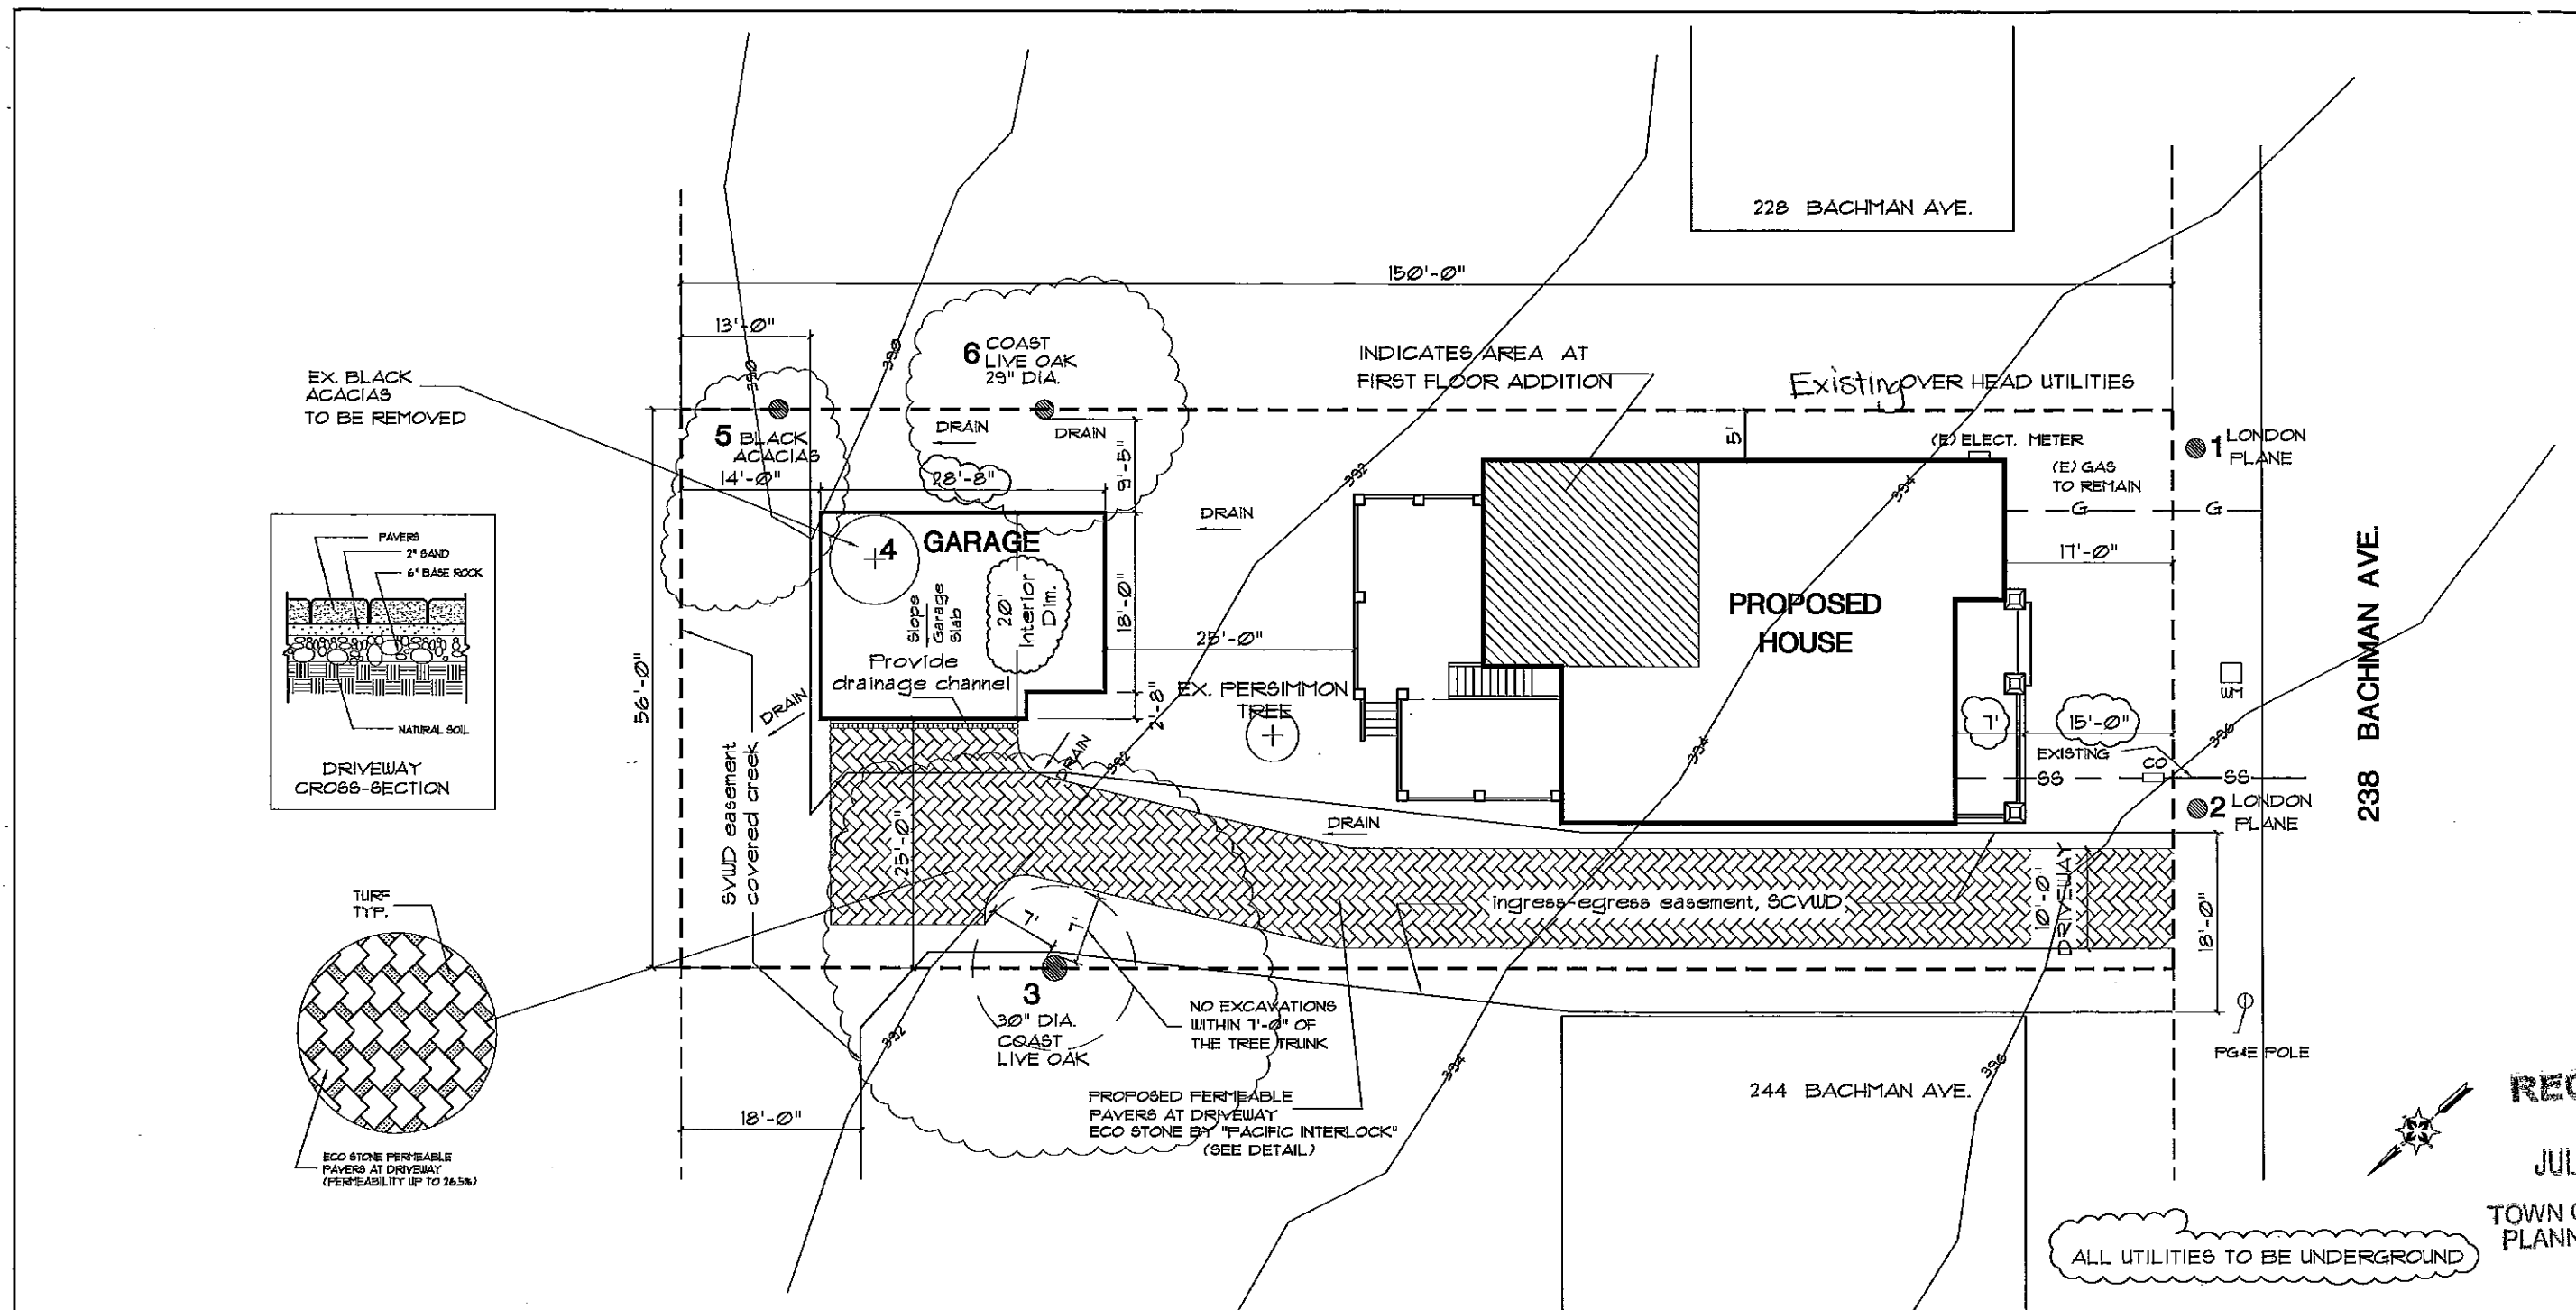 228 BACHMAN AVE.
150'-0"
13'-0"
390
390
6 COAST
LIVE OAK
29" DIA.
INDICATES AREA AT
FIRST FLOOR ADDITION
Existing OVER HEAD UTILITIES
EX. BLACK
ACACIAS
TO BE REMOVED
5 BLACK
ACACIAS
DRAIN
DRAIN
5'
(E) ELECT. METER
1 LONDON
PLANE
(E) GAS
TO REMAIN
14'-0"
28'-8"
9'-5"
392
394
G
G
DRAIN
17'-0"
PAVERS
2" SAND
6" BASE ROCK
NATURAL SOIL
DRIVEWAY
CROSS-SECTION
4
GARAGE
Slope
Garage
Slab
20'
Interior
Dim.
18'-0"
Provide
drainage channel
25'-0"
PROPOSED
HOUSE
238 BACHMAN AVE.
56'-0"
DRAIN
2'-8"
EX. PERSIMMON
TREE
WM
7'
15'-0"
396
EXISTING
CO
SS
SS
SVWD easement
covered creek
DRAIN
392
394
2 LONDON
PLANE
25'-0"
DRAIN
ingress-egress easement, SCVWD
10'-0"
DRIVEWAY
18'-0"
TURF
TYP.
7'
7'
3
30" DIA.
COAST
LIVE OAK
NO EXCAVATIONS
WITHIN 7'-0" OF
THE TREE TRUNK
392
394
396
PG&E POLE
244 BACHMAN AVE.
PROPOSED PERMEABLE
PAVERS AT DRIVEWAY
ECO STONE BY "PACIFIC INTERLOCK"
(SEE DETAIL)
18'-0"
ECO STONE PERMEABLE
PAVERS AT DRIVEWAY
(PERMEABILITY UP TO 26.5%)
REC
JUL
TOWN O
PLANN
ALL UTILITIES TO BE UNDERGROUND